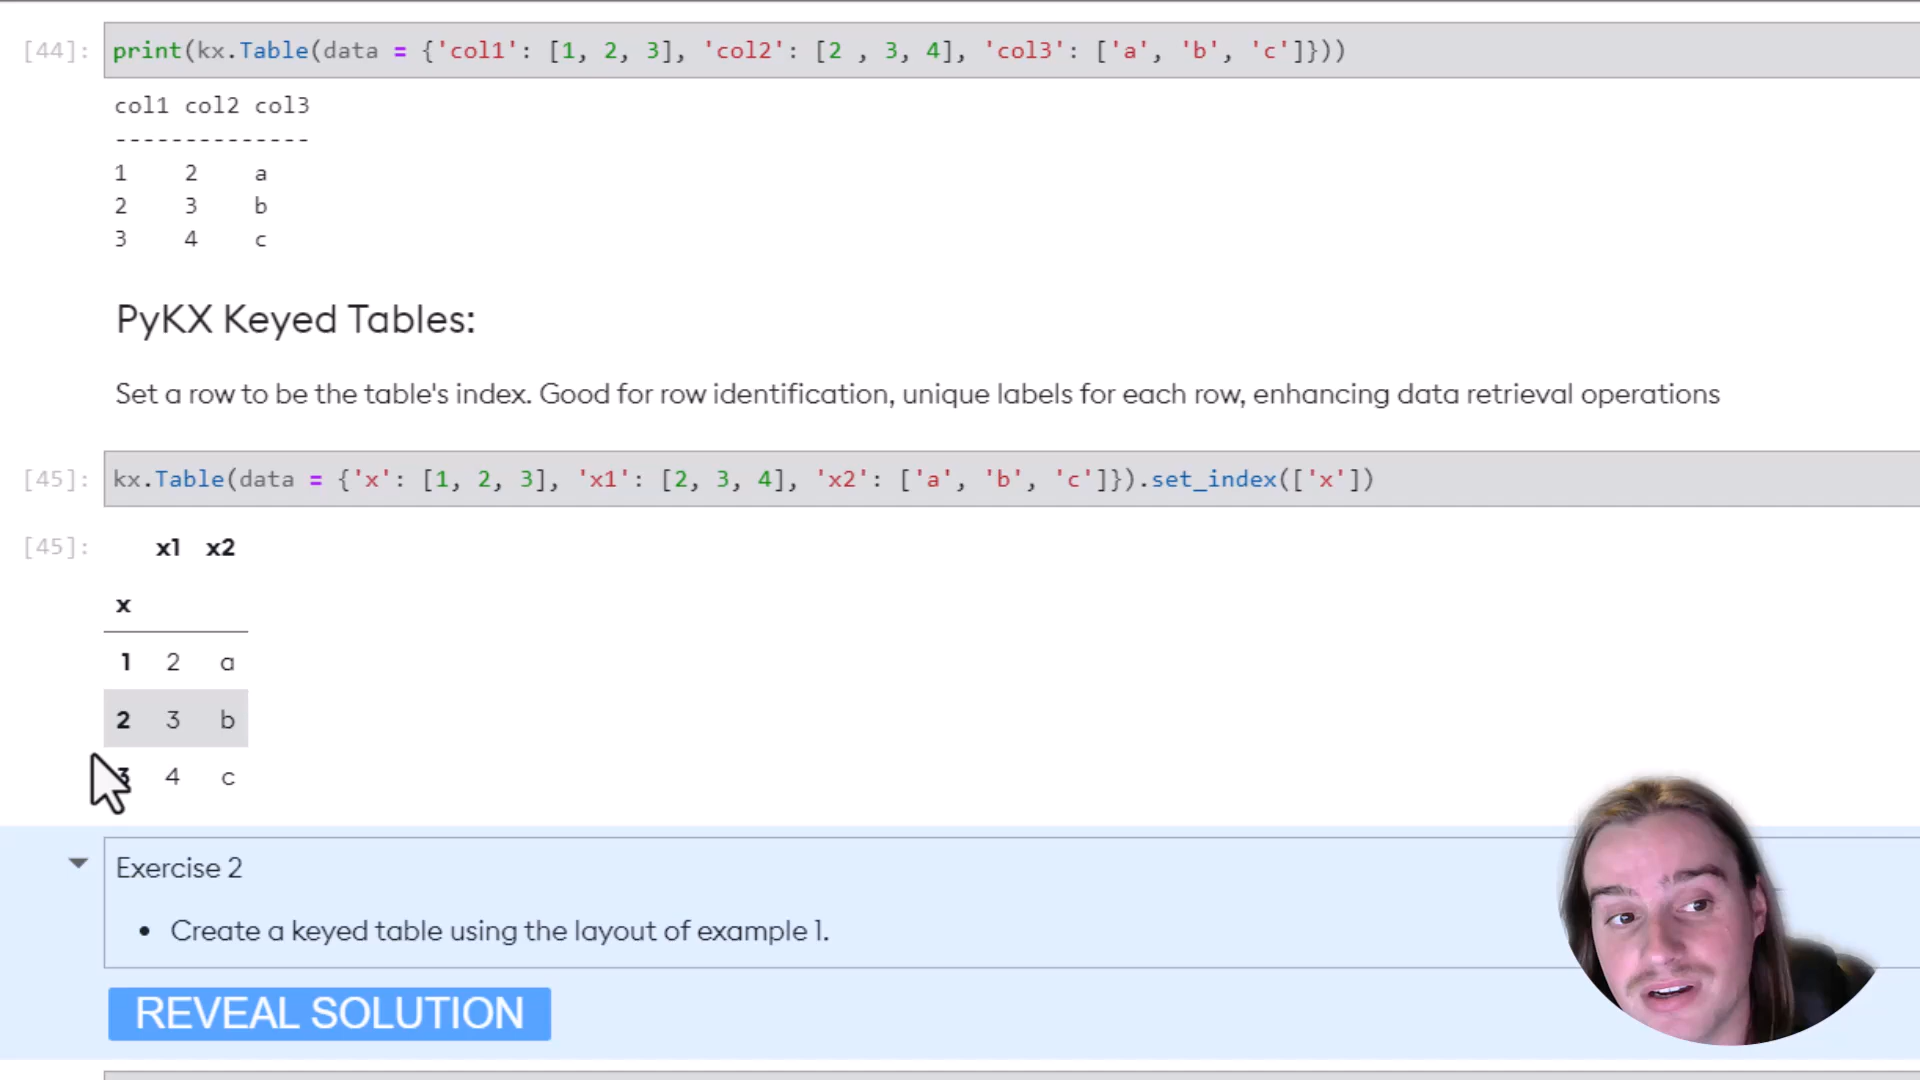 [44]: print(kx.Table(data = {'col1': [1, 2, 3], 'col2': [2 , 3, 4], 'col3': ['a', 'b', 'c']}))
col1 col2 col3
--------------
1 2 a
2 3 b
3 4 c
PyKX Keyed Tables:
Set a row to be the table's index. Good for row identification, unique labels for each row, enhancing data retrieval operations
[45]: kx.Table(data = {'x': [1, 2, 3], 'x1': [2, 3, 4], 'x2': ['a', 'b', 'c']}).set_index(['x'])
[45]: x1 x2
x
1 2 a
2 3 b
3 4 c
Exercise 2
• Create a keyed table using the layout of example 1.
REVEAL SOLUTION